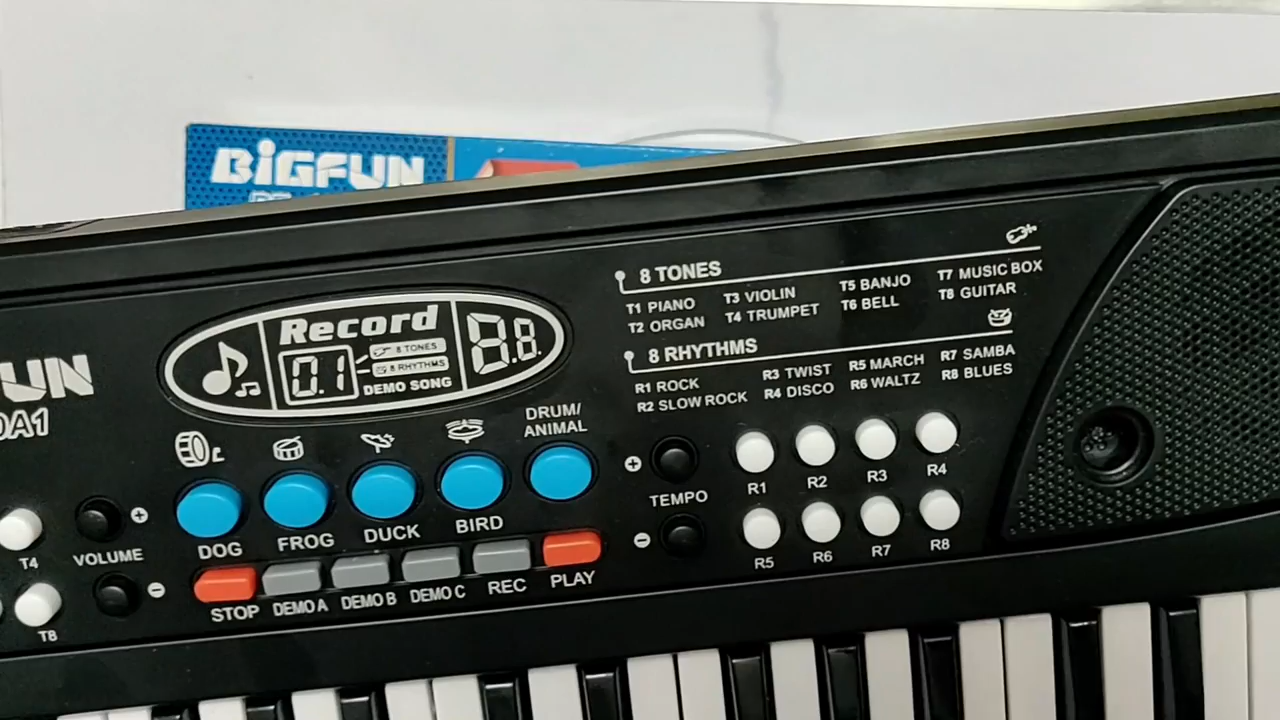 BiGFUN
8 TONES
T1 PIANO T3 VIOLIN T5 BANJO T7 MUSIC BOX
T2 ORGAN T4 TRUMPET T6 BELL T8 GUITAR
8 RHYTHMS
R1 ROCK R3 TWIST R5 MARCH R7 SAMBA
R2 SLOW ROCK R4 DISCO R6 WALTZ R8 BLUES
Record
0.1 8 TONES 8.8.
8 RHYTHMS
DEMO SONG
UN
0A1
DRUM/
ANIMAL
DOG FROG DUCK BIRD
+ TEMPO -
R1 R2 R3 R4
R5 R6 R7 R8
T4 VOLUME + -
T8
STOP DEMO A DEMO B DEMO C REC PLAY